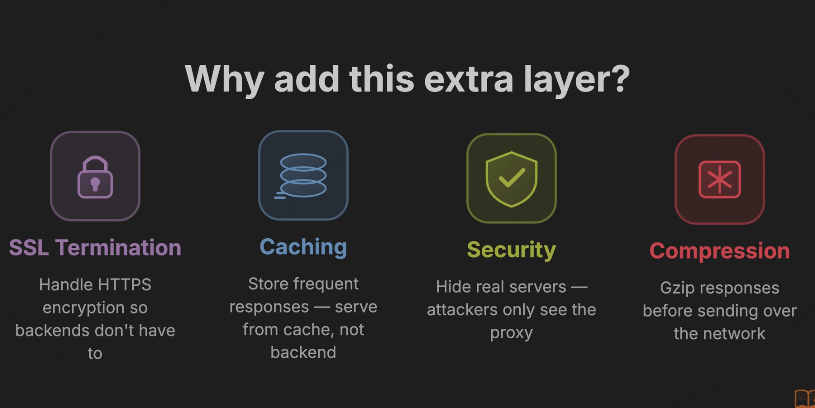 Why add this extra layer?
SSL Termination
Handle HTTPS
encryption so
backends don't have
to
Caching
Store frequent
responses — serve
from cache, not
backend
Security
Hide real servers —
attackers only see the
proxy
Compression
Gzip responses
before sending over
the network